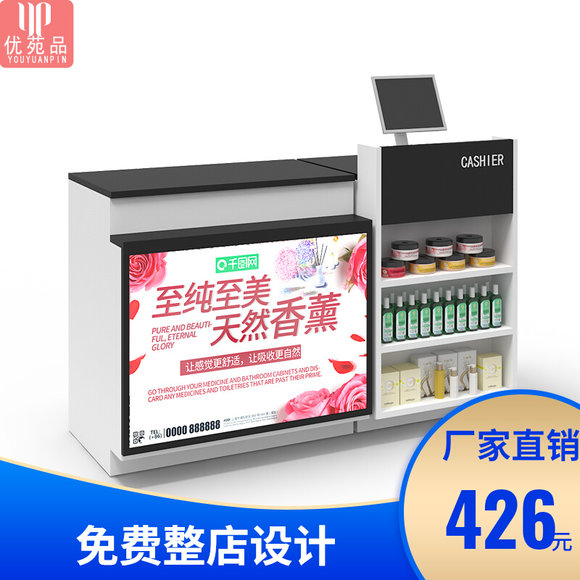 优苑品
YOUYUANPIN
CASHIER
千图网
至纯至美
PURE AND BEAUTI-
FUL, ETERNAL
GLORY
天然香薰
让感觉更舒适，让吸收更自然
GO THROUGH YOUR MEDICINE AND BATHROOM CABINETS AND DIS-
CARD ANY MEDICINES AND TOILETRIES THAT ARE PAST THEIR PRIME.
TEL:
(+86)
0000 888888
厂家直销
426元
免费整店设计